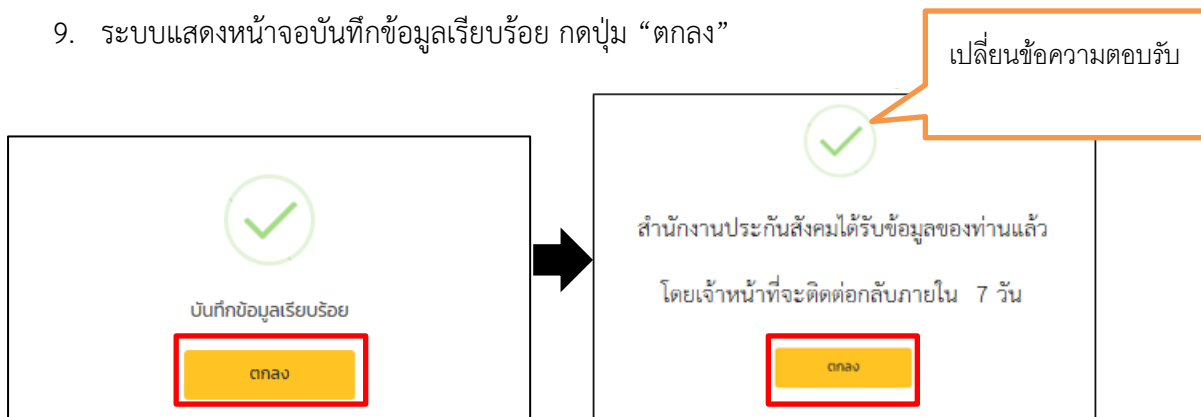 9. ระบบแสดงหน้าจอบันทึกข้อมูลเรียบร้อย กดปุ่ม “ตกลง”
เปลี่ยนข้อความตอบรับ
บันทึกข้อมูลเรียบร้อย
ตกลง
สำนักงานประกันสังคมได้รับข้อมูลของท่านแล้ว
โดยเจ้าหน้าที่จะติดต่อกลับภายใน 7 วัน
ตกลง